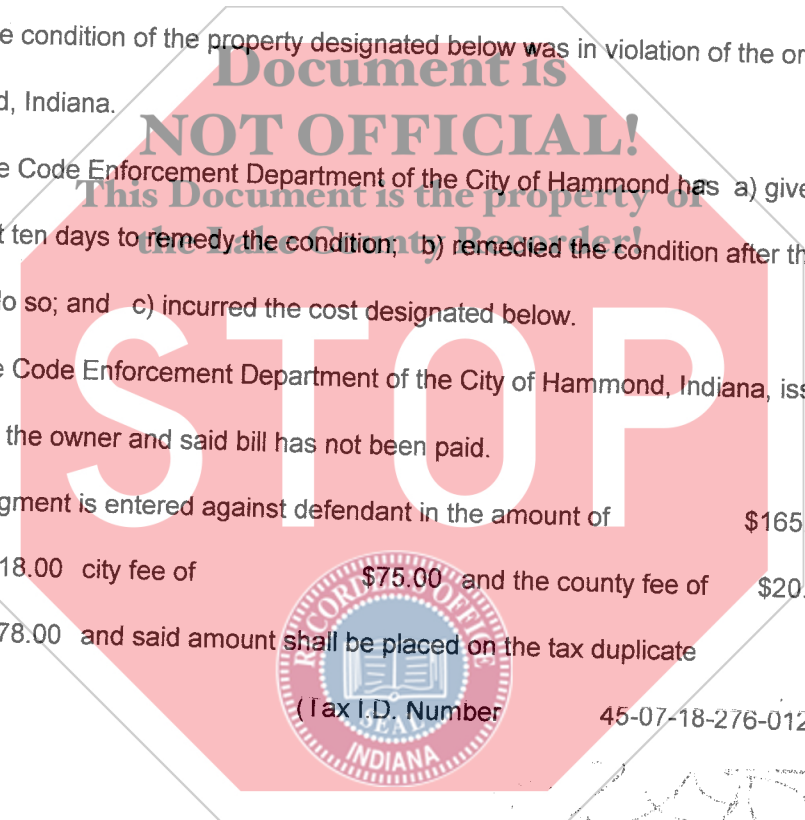 e condition of the property designated below was in violation of the or
Document is
d, Indiana.
NOT OFFICIAL!
e Code Enforcement Department of the City of Hammond has a) give
This Document is the property of
t ten days to remedy the condition; b) remedied the condition after th
the Lake County Recorder!
o so; and c) incurred the cost designated below.
STOP
e Code Enforcement Department of the City of Hammond, Indiana, iss
the owner and said bill has not been paid.
gment is entered against defendant in the amount of $165
18.00 city fee of $75.00 and the county fee of $20.
78.00 and said amount shall be placed on the tax duplicate
RECORDER'S OFFICE
(Tax I.D. Number 45-07-18-276-012
SEAL
INDIANA